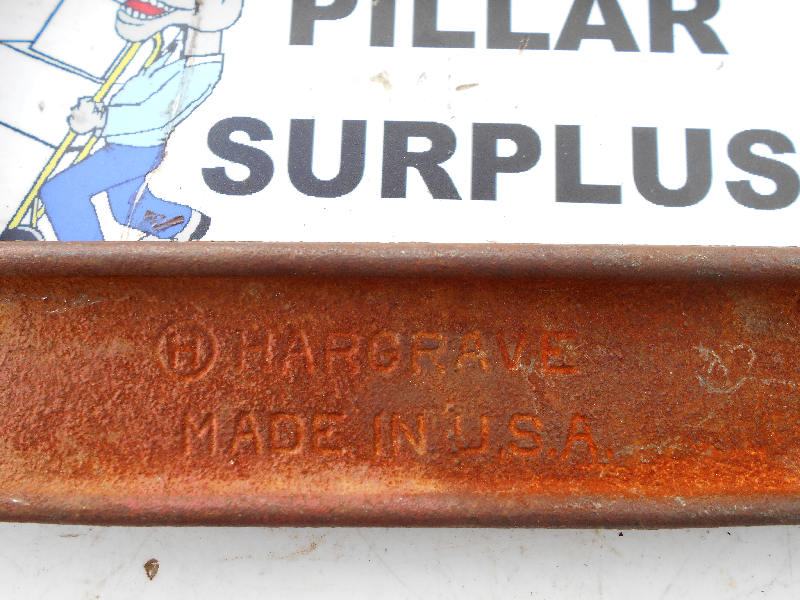 PILLAR
SURPLUS
H HARGRAVE
MADE IN U.S.A.